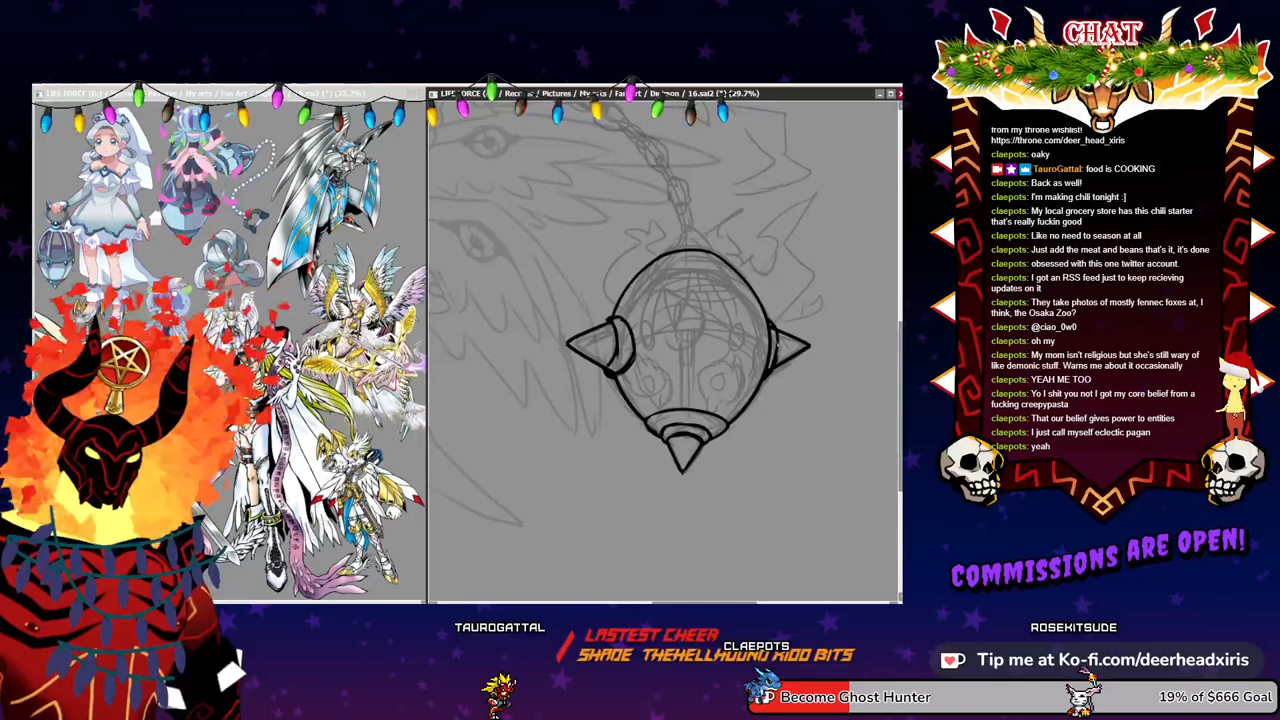 CHAT
from my throne wishlist!
https://throne.com/deer_head_xiris
claepots: oaky
TauroGattal: food is COOKING
claepots: Back as well!
claepots: I'm making chili tonight :]
claepots: My local grocery store has this chili starter
that's really fuckin good
claepots: Like no need to season at all
claepots: Just add the meat and beans that's it, it's done
claepots: obsessed with this one twitter account.
claepots: I got an RSS feed just to keep recieving
updates on it
claepots: They take photos of mostly fennec foxes at, I
think, the Osaka Zoo?
claepots: @ciao_0w0
claepots: oh my
claepots: My mom isn't religious but she's still wary of
like demonic stuff. Warns me about it occasionally
claepots: YEAH ME TOO
claepots: Yo I shit you not I got my core belief from a
fucking creepypasta
claepots: That our belief gives power to entities
claepots: I just call myself eclectic pagan
claepots: yeah
COMMISSIONS ARE OPEN!
TAUROGATTAL
LASTEST CHEER
CLAEPOTS
ROSEKITSUDE
Tip me at Ko-fi.com/deerheadxiris
Become Ghost Hunter
19% of $666 Goal